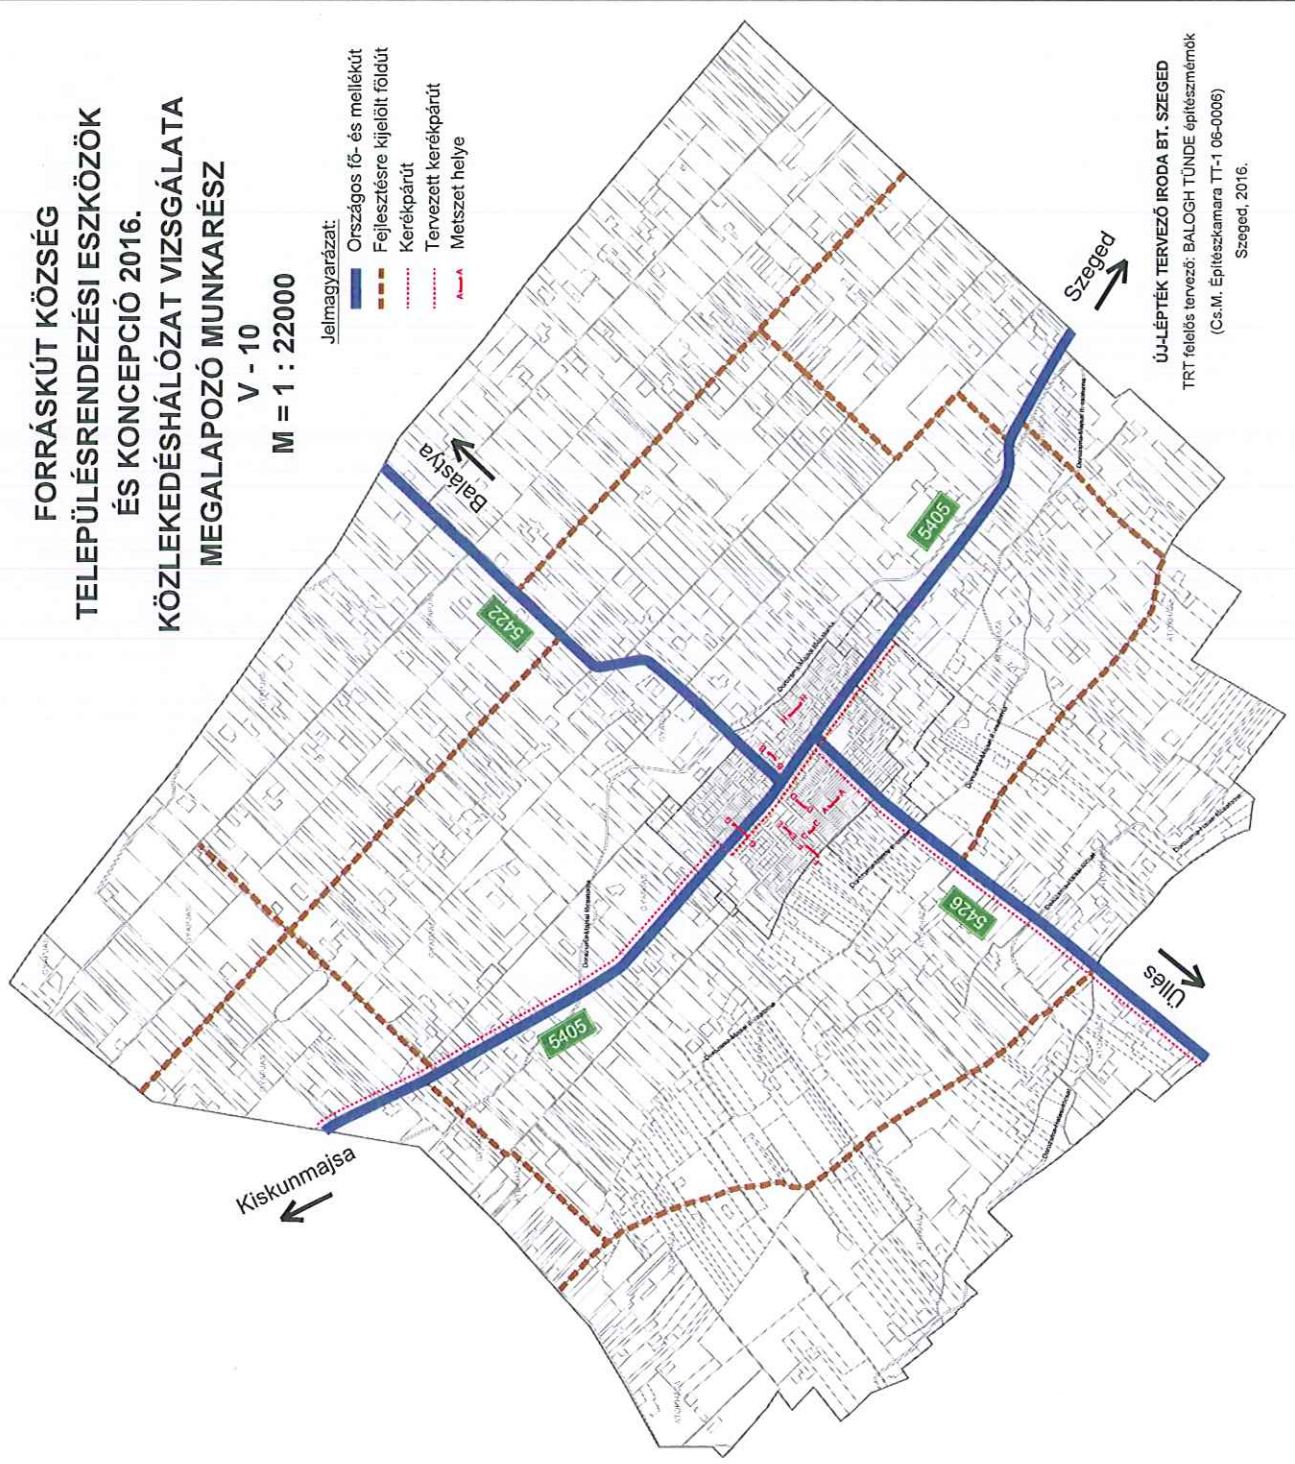 FORRÁSKÚT KÖZSÉG
TELEPÜLÉSRENDEZÉSI ESZKÖZÖK
ÉS KONCEPCIÓ 2016.
KÖZLEKEDÉSHÁLÓZAT VIZSGÁLATA
MEGALAPOZÓ MUNKARÉSZ
V - 10
M = 1 : 22000
Jelmagyarázat:
Országos fő- és mellékút
Fejlesztésre kijelölt földút
Kerékpárút
Tervezett kerékpárút
A A Metszet helye
Balástya
5422
Szeged
5405
Kiskunmajsa
5405
5426
Üllés
ÚJ-LÉPTÉK TERVEZŐ IRODA BT. SZEGED
TRT felelős tervező: BALOGH TÜNDE építészmérnök
(Cs.M. Építészkamara TT-1 06-0006)
Szeged, 2016.